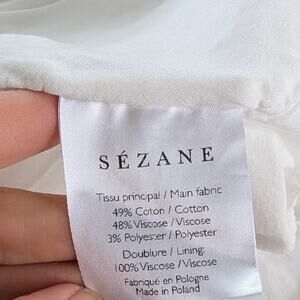 SÉZANE
Tissu principal / Main fabric
49% Coton / Cotton
48% Viscose / Viscose
3% Polyester / Polyester
Doublure / Lining:
100% Viscose / Viscose
Fabriqué en Pologne
Made in Poland